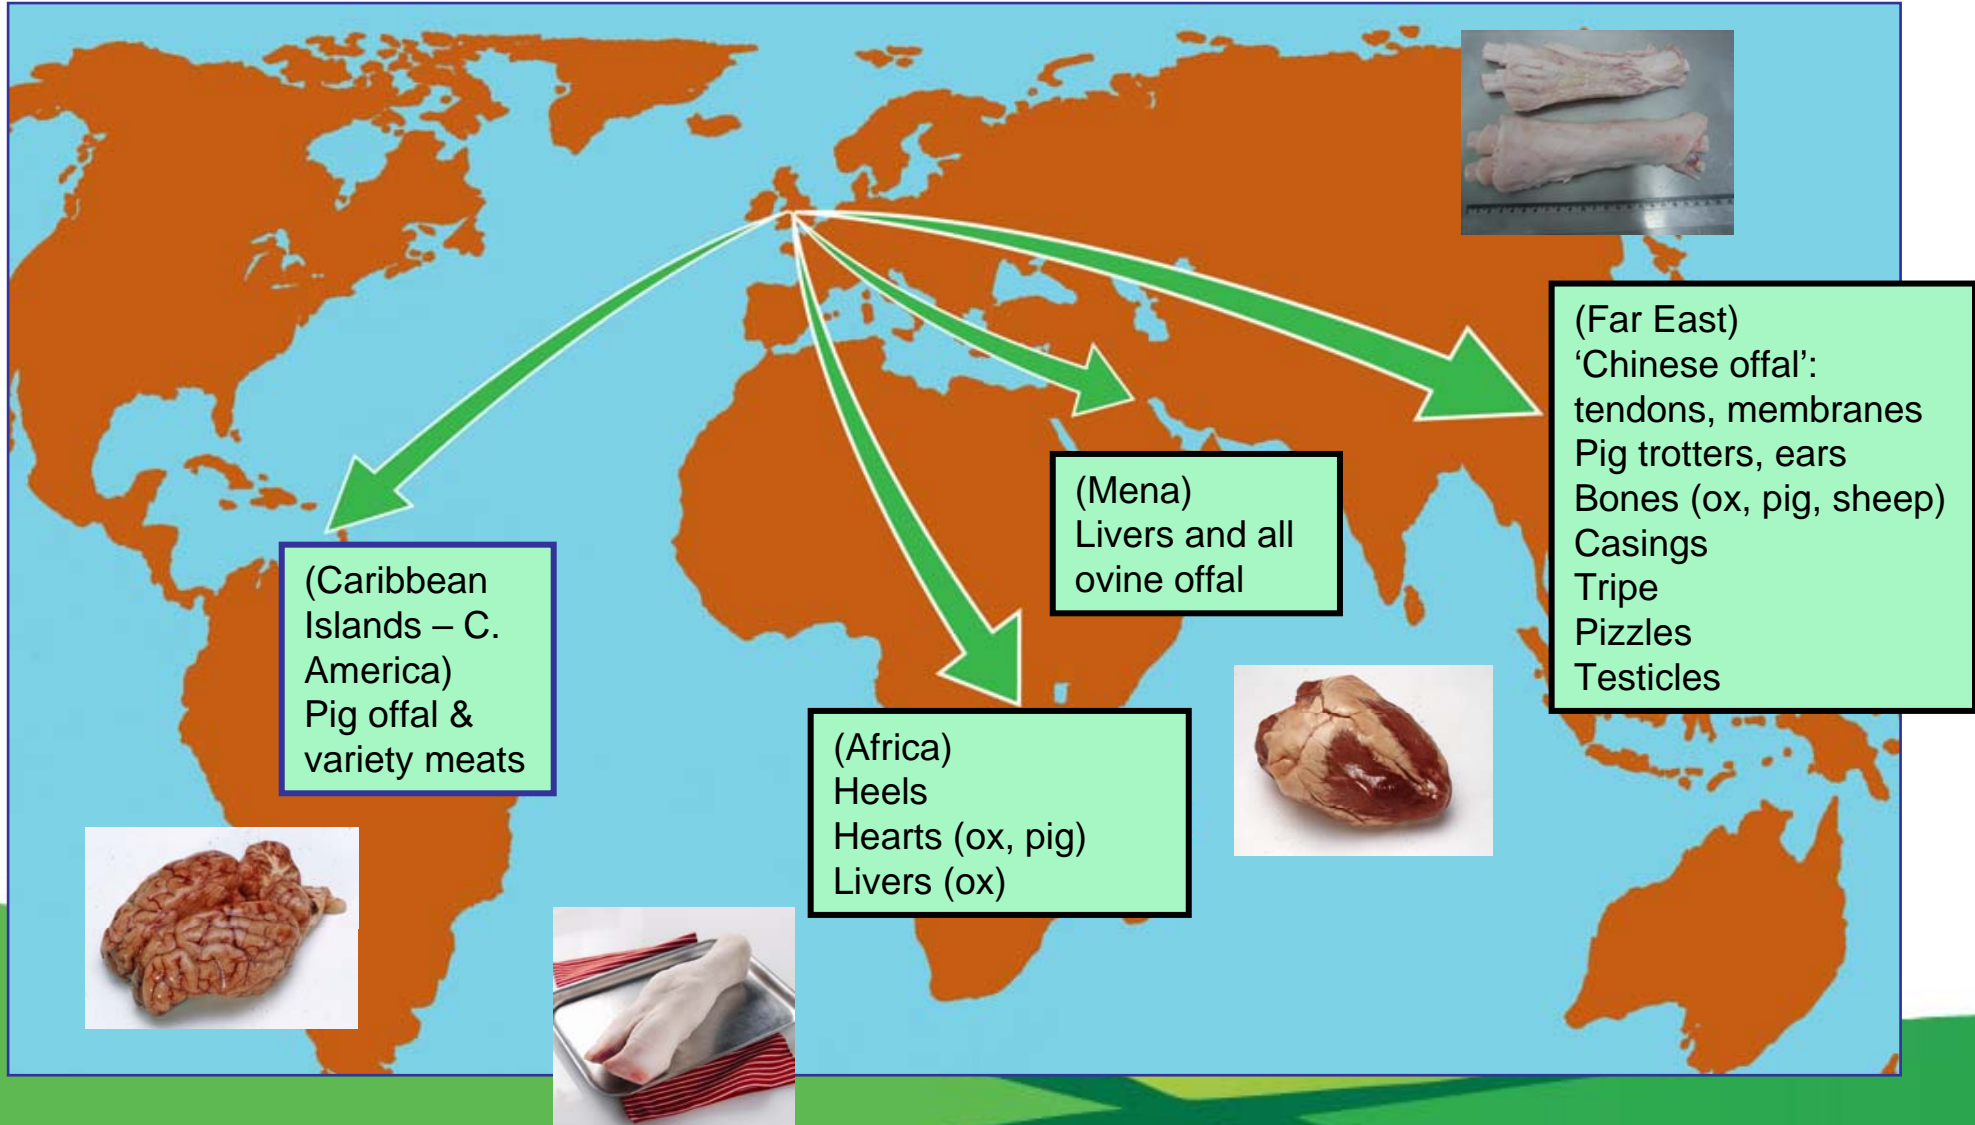 (Far East)
‘Chinese offal’:
tendons, membranes
Pig trotters, ears
Bones (ox, pig, sheep)
Casings
Tripe
Pizzles
Testicles
(Mena)
Livers and all
ovine offal
(Caribbean
Islands – C.
America)
Pig offal &
variety meats
(Africa)
Heels
Hearts (ox, pig)
Livers (ox)